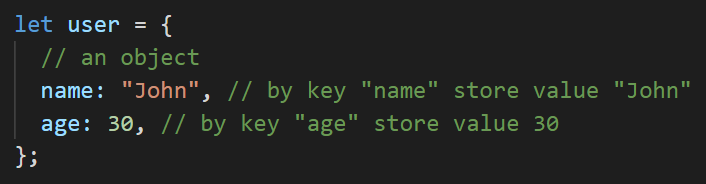 let user = {
  // an object
  name: "John", // by key "name" store value "John"
  age: 30, // by key "age" store value 30
};